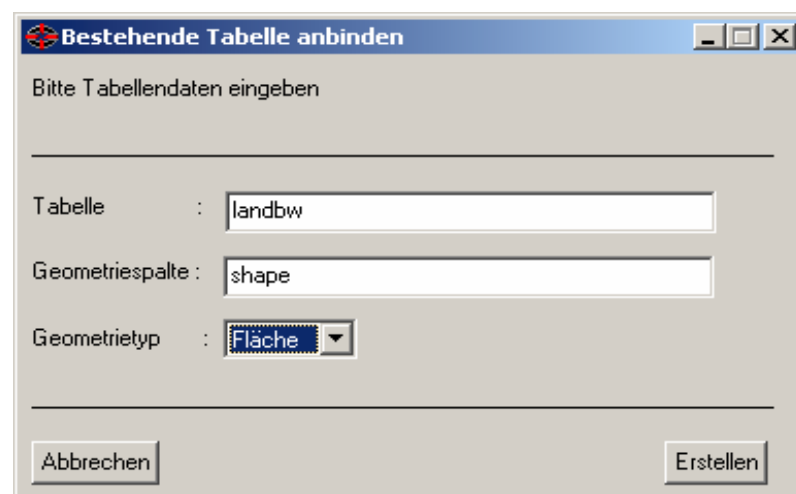 Bestehende Tabelle anbinden
Bitte Tabellendaten eingeben
Tabelle : landbw
Geometriespalte : shape
Geometrietyp : Fläche
Abbrechen Erstellen